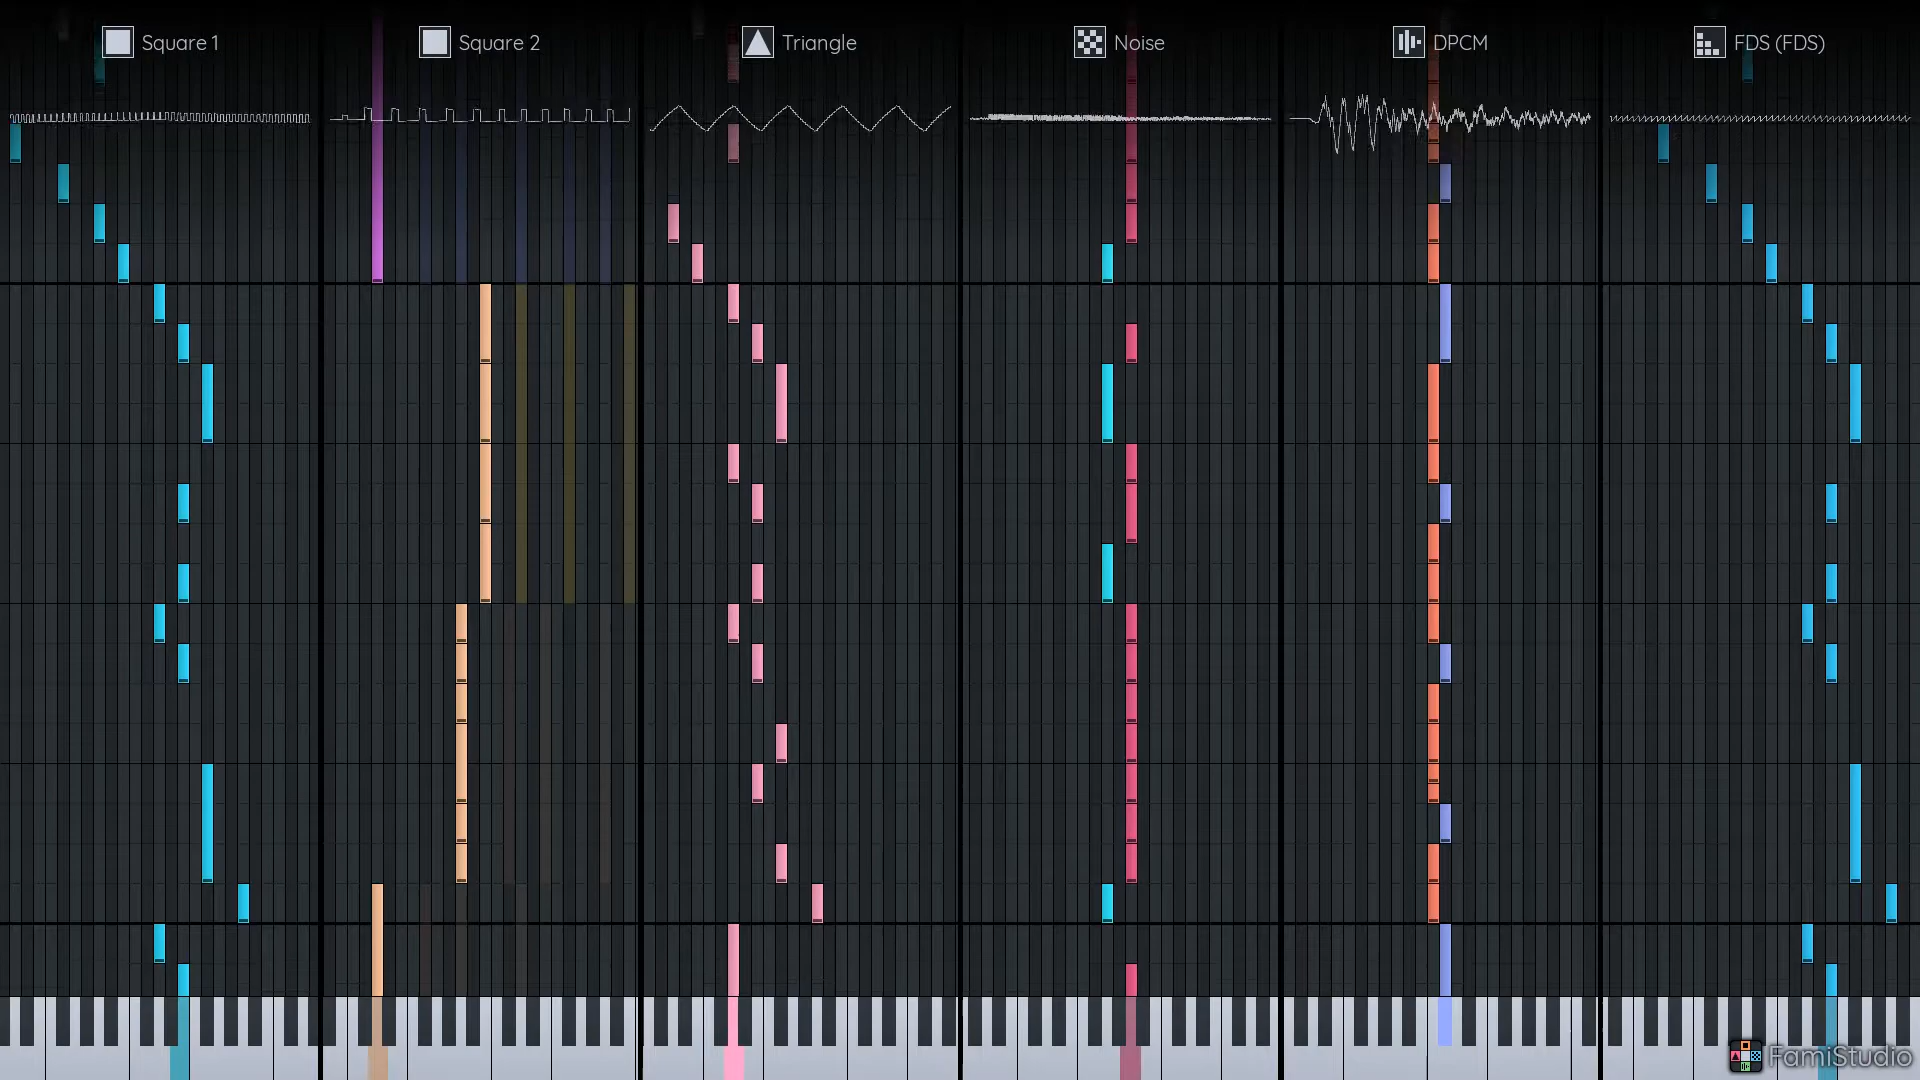 Square 1
Square 2
Triangle
Noise
DPCM
FDS (FDS)
FamiStudio